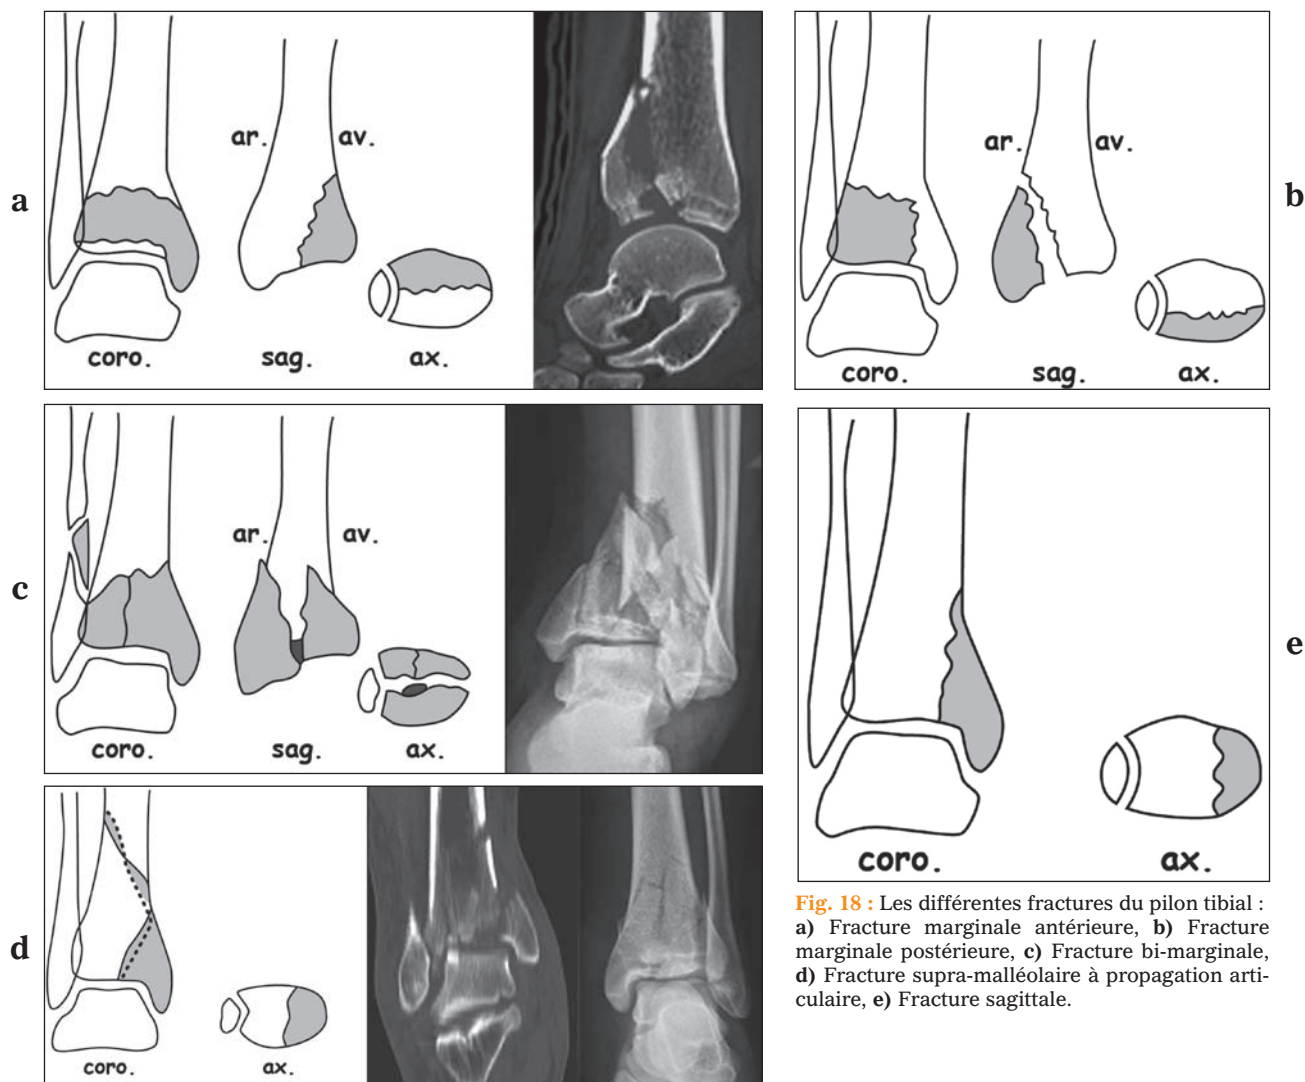 a
ar.
av.
coro.
sag.
ax.
b
ar.
av.
coro.
sag.
ax.
c
ar.
av.
coro.
sag.
ax.
d
coro.
ax.
e
coro.
ax.
Fig. 18 : Les différentes fractures du pilon tibial :
a) Fracture marginale antérieure, b) Fracture
marginale postérieure, c) Fracture bi-marginale,
d) Fracture supra-malléolaire à propagation arti-
culaire, e) Fracture sagittale.